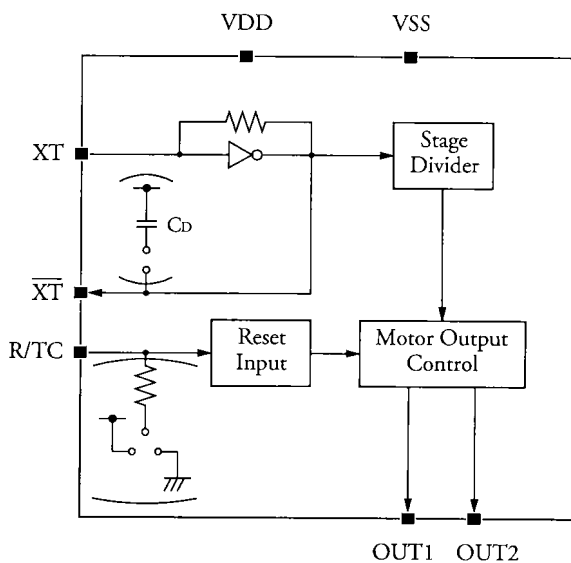 VDD
VSS
XT
Stage
Divider
CD
XT
R/TC
Reset
Input
Motor Output
Control
OUT1
OUT2